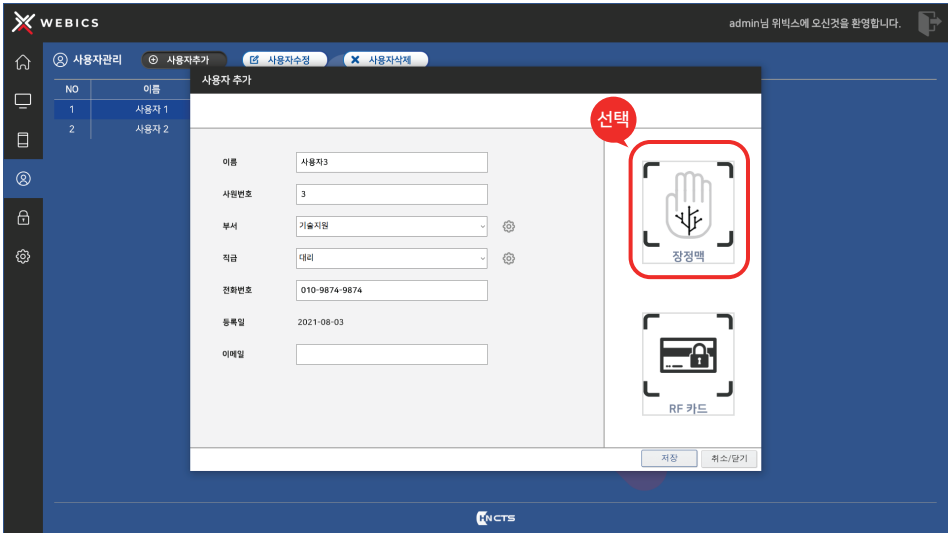 WEBICS
admin님 위빅스에 오신것을 환영합니다.
사용자관리
사용자추가
사용자수정
사용자삭제
NO 이름
1 사용자 1
2 사용자 2
사용자 추가
선택
이름 사용자3
사원번호 3
부서 기술지원
직급 대리
전화번호 010-9874-9874
등록일 2021-08-03
이메일
장정맥
RF 카드
저장
취소/닫기
HNCTS